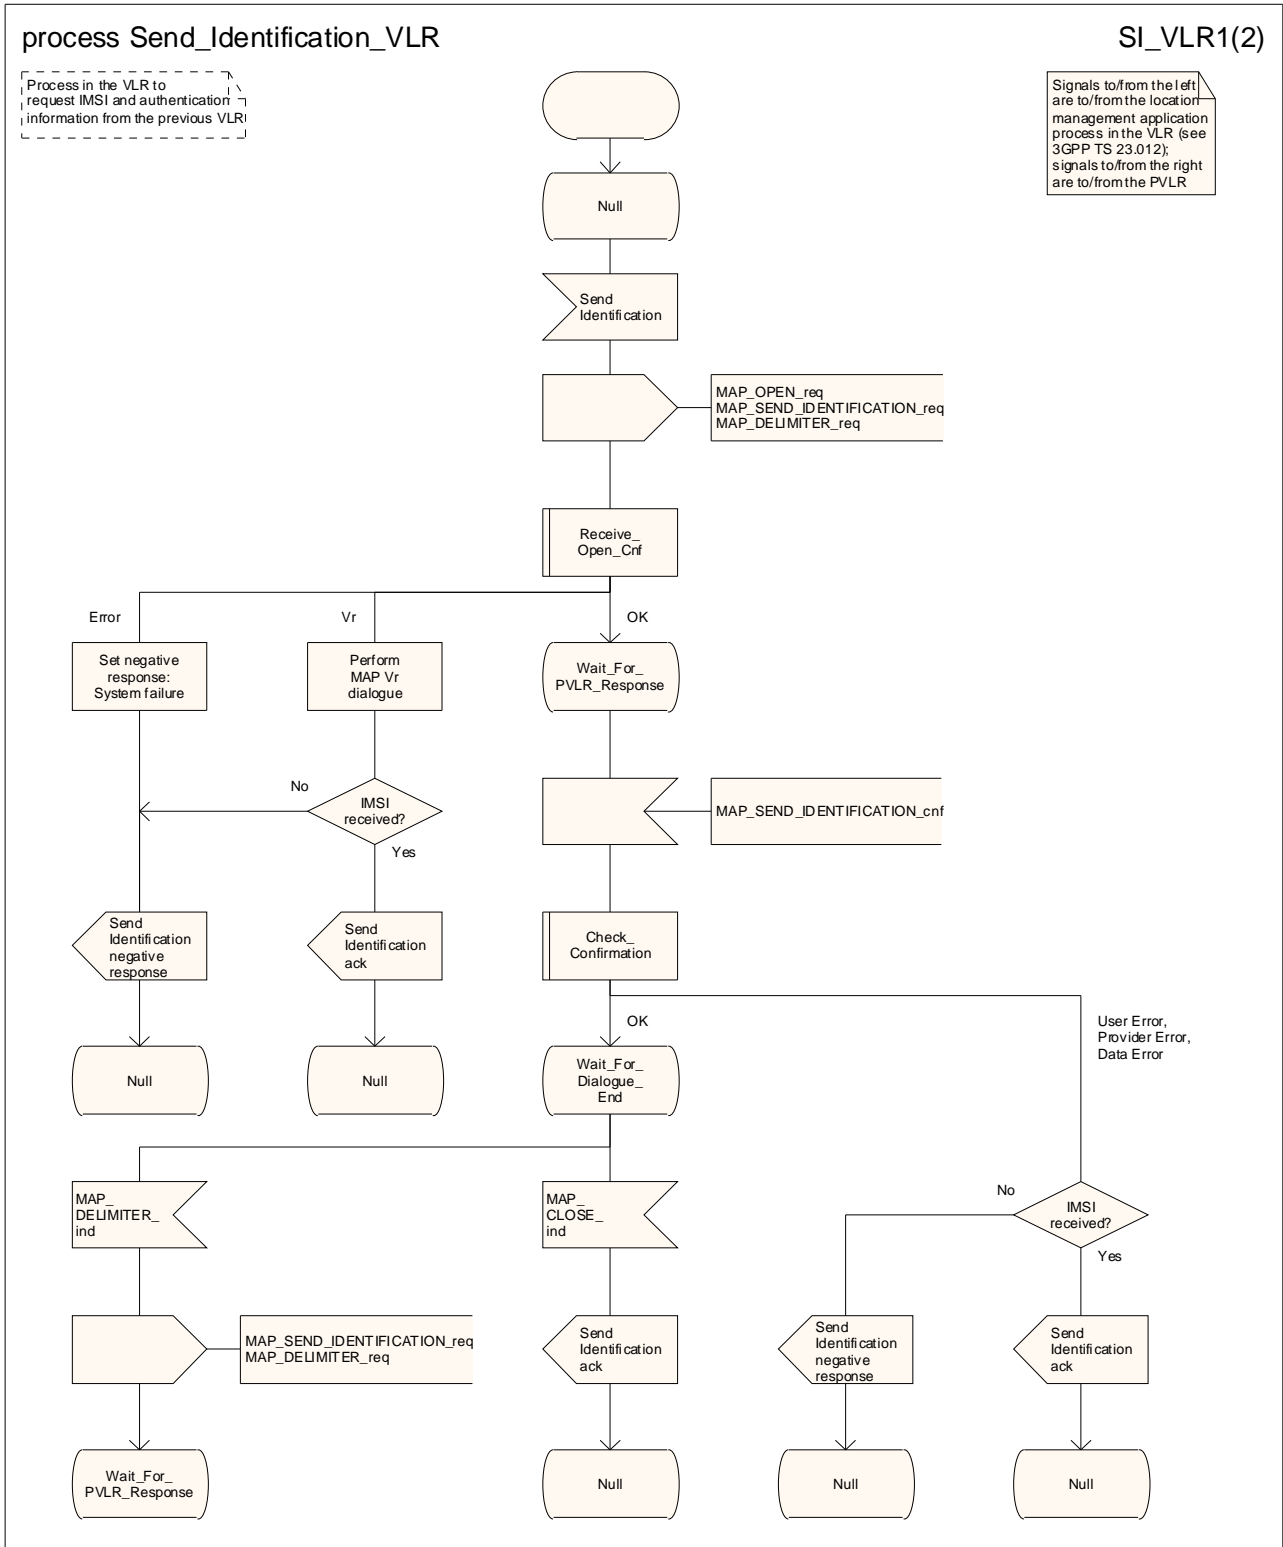 process Send_Identification_VLR
SI_VLR1(2)
Process in the VLR to
request IMSI and authentication
information from the previous VLR
Signals to/from the left
are to/from the location
management application
process in the VLR (see
3GPP TS 23.012);
signals to/from the right
are to/from the PVLR
Null
Send
Identification
MAP_OPEN_req
MAP_SEND_IDENTIFICATION_req
MAP_DELIMITER_req
Receive_
Open_Cnf
Error
Vr
OK
Set negative
response:
System failure
Perform
MAP Vr
dialogue
Wait_For_
PVLR_Response
No
IMSI
received?
Yes
MAP_SEND_IDENTIFICATION_cnf
Send
Identification
negative
response
Send
Identification
ack
Check_
Confirmation
OK
User Error,
Provider Error,
Data Error
Null
Null
Wait_For_
Dialogue_
End
MAP_
DELIMITER_
ind
MAP_
CLOSE_
ind
No
IMSI
received?
Yes
MAP_SEND_IDENTIFICATION_req
MAP_DELIMITER_req
Send
Identification
ack
Send
Identification
negative
response
Send
Identification
ack
Wait_For_
PVLR_Response
Null
Null
Null